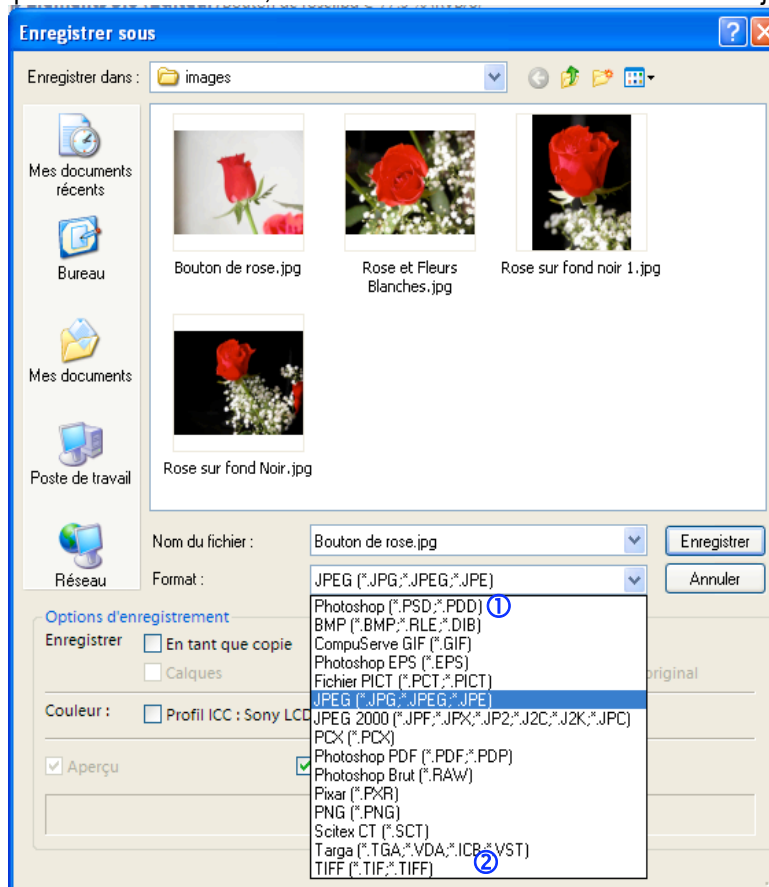 Enregistrer sous
Enregistrer dans :
images
Mes documents
récents
Bureau
Mes documents
Poste de travail
Réseau
Bouton de rose.jpg
Rose et Fleurs
Blanches.jpg
Rose sur fond noir 1.jpg
Rose sur fond Noir.jpg
Nom du fichier :
Bouton de rose.jpg
Enregistrer
Format :
JPEG (*.JPG;*.JPEG;*.JPE)
Annuler
Photoshop (*.PSD;*.PDD) ①
BMP (*.BMP;*.RLE;*.DIB)
CompuServe GIF (*.GIF)
Photoshop EPS (*.EPS)
Fichier PICT (*.PCT;*.PICT)
JPEG (*.JPG;*.JPEG;*.JPE)
JPEG 2000 (*.JPF;*.JPX;*.JP2;*.J2C;*.J2K;*.JPC)
PCX (*.PCX)
Photoshop PDF (*.PDF;*.PDP)
Photoshop Brut (*.RAW)
Pixar (*.PXR)
PNG (*.PNG)
Scitex CT (*.SCT)
Targa (*.TGA;*.VDA;*.ICB;*.VST)
TIFF (*.TIF;*.TIFF) ②
Options d'enregistrement
Enregistrer
En tant que copie
Calques
original
Couleur :
Profil ICC : Sony LCD
Aperçu